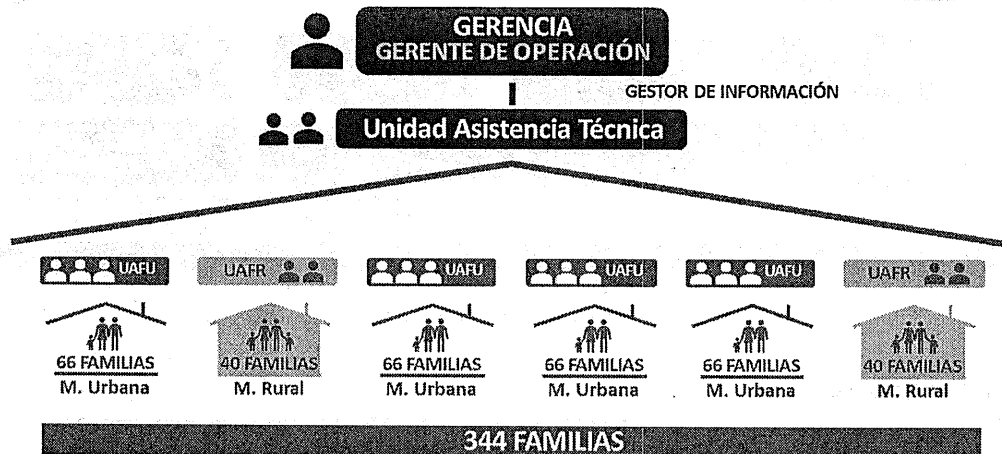 GERENCIA
GERENTE DE OPERACIÓN
GESTOR DE INFORMACIÓN
Unidad Asistencia Técnica
UAFU
UAFR
UAFU
UAFU
UAFU
UAFR
66 FAMILIAS
40 FAMILIAS
66 FAMILIAS
66 FAMILIAS
66 FAMILIAS
40 FAMILIAS
M. Urbana
M. Rural
M. Urbana
M. Urbana
M. Urbana
M. Rural
344 FAMILIAS